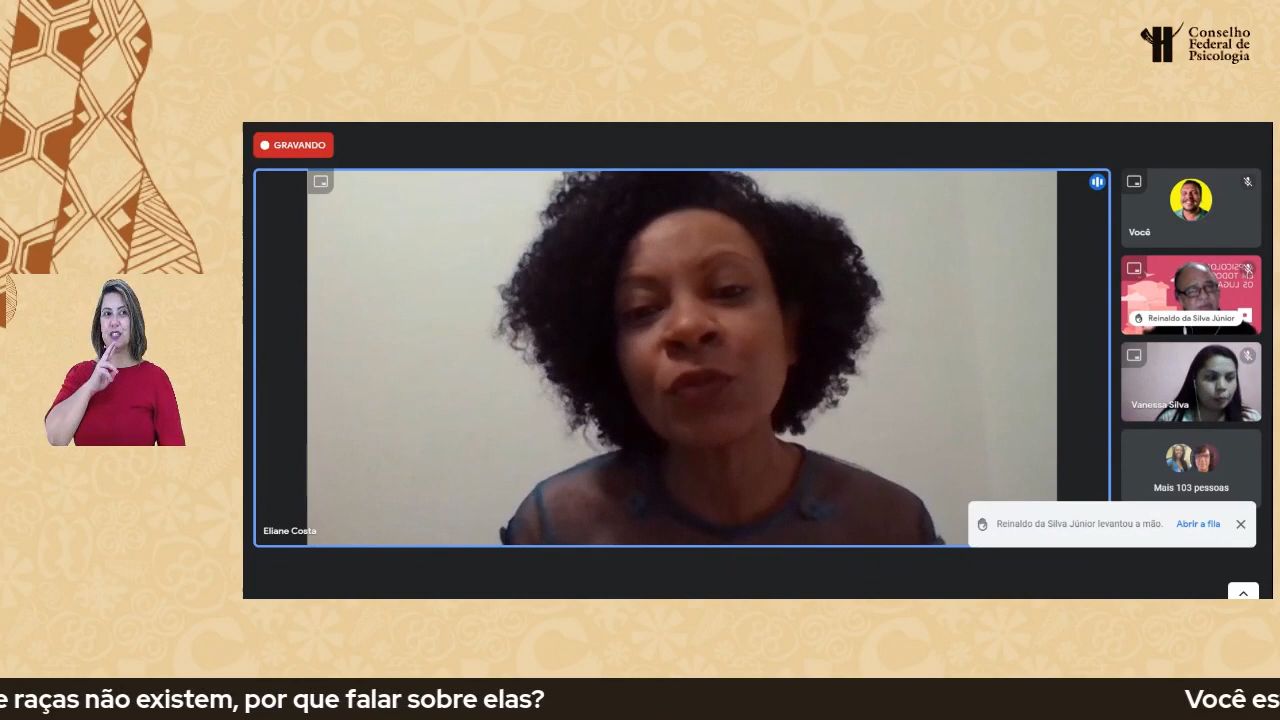 Conselho
Federal de
Psicologia
GRAVANDO
Você
Reinaldo da Silva Júnior
Vanessa Silva
Mais 103 pessoas
Eliane Costa
Reinaldo da Silva Júnior levantou a mão. Abrir a fila
e raças não existem, por que falar sobre elas?
Você es